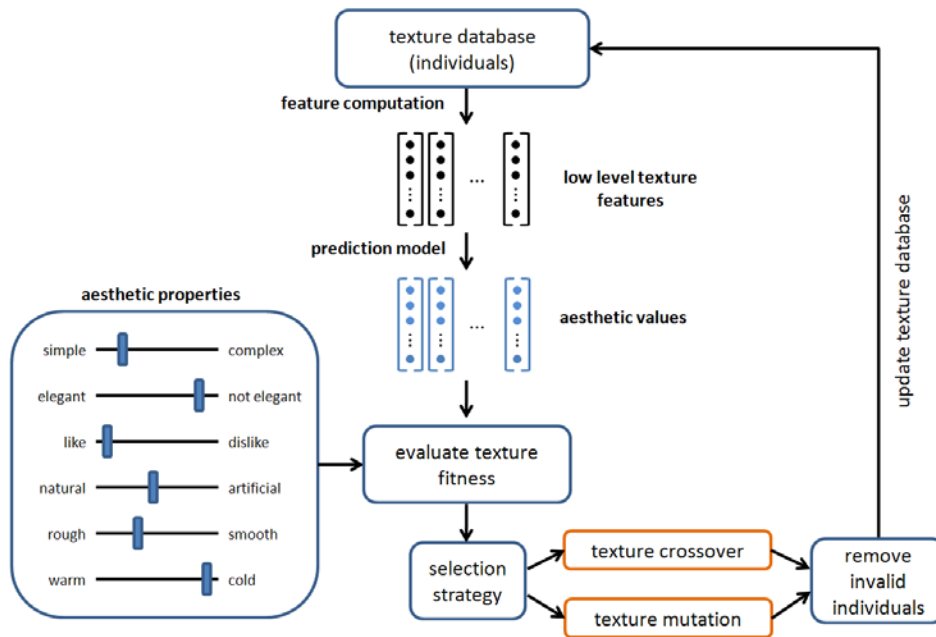 texture database
(individuals)
feature computation
...
low level texture
features
prediction model
...
aesthetic values
aesthetic properties
simple complex
elegant not elegant
like dislike
natural artificial
rough smooth
warm cold
evaluate texture
fitness
selection
strategy
texture crossover
texture mutation
remove
invalid
individuals
update texture database